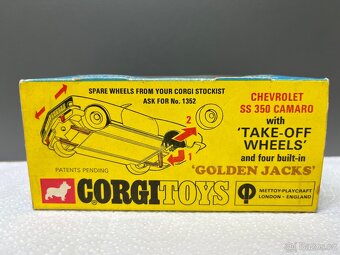 SPARE WHEELS FROM YOUR CORGI STOCKIST
ASK FOR No. 1352
2
1
PATENTS PENDING
CHEVROLET
SS 350 CAMARO
with
'TAKE-OFF
WHEELS'
and four built-in
'GOLDEN JACKS'
CORGI TOYS
METTOY-PLAYCRAFT
LONDON - ENGLAND